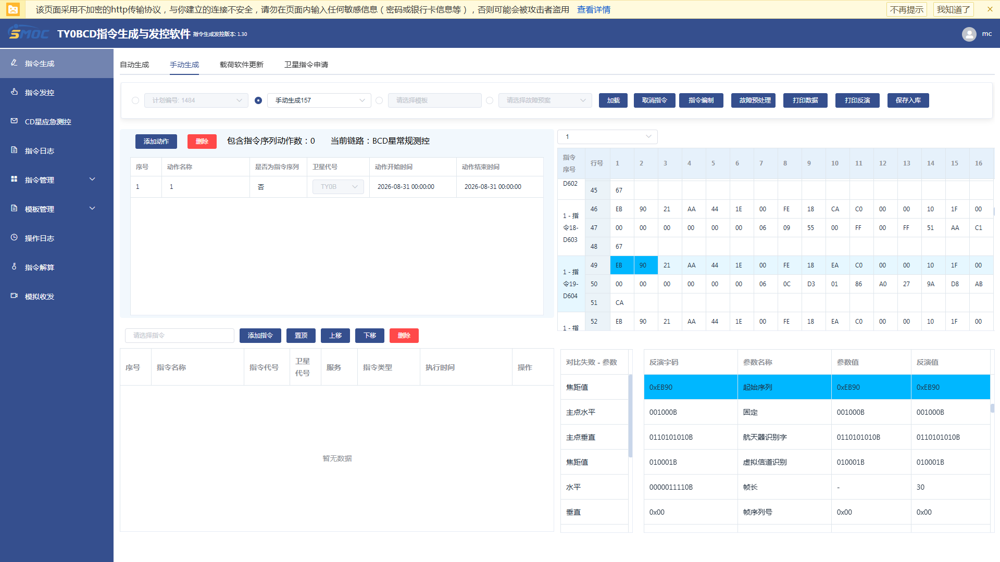 该页面采用不加密的http传输协议，与你建立的连接不安全，请勿在页面内输入任何敏感信息（密码或银行卡信息等），否则可能会被攻击者盗用 查看详情 不再提示 我知道了
SMOC TY0BCD指令生成与发控软件 指令生成发控版本: 1.30 mc
指令生成
指令发控
CD星应急测控
指令日志
指令管理
模板管理
操作日志
指令解算
模拟收发
自动生成 手动生成 载荷软件更新 卫星指令申请
计划编号: 1484 手动生成157 请选择模板 请选择故障预案 加载 取消指令 指令编制 故障预处理 打印数据 打印反演 保存入库
添加动作 删除 包含指令序列动作数：0 当前链路：BCD星常规测控
序号 动作名称 是否为指令序列 卫星代号 动作开始时间 动作结束时间
1 1 否 TY0B 2026-08-31 00:00:00 2026-08-31 00:00:00
请选择指令 添加指令 置顶 上移 下移 删除
序号 指令名称 指令代号 卫星代号 服务 指令类型 执行时间 操作
暂无数据
1
指令序号 行号 1 2 3 4 5 6 7 8 9 10 11 12 13 14 15 16
D602
45 67
1 - 指令18-D603
46 EB 90 21 AA 44 1E 00 FE 18 CA C0 00 00 10 1F 00
47 00 00 00 00 00 00 06 09 55 00 FF 00 FF 51 AA C1
48 67
1 - 指令19-D604
49 EB 90 21 AA 44 1E 00 FE 18 EA C0 00 00 10 1F 00
50 00 00 00 00 00 00 06 0C D3 01 86 A0 27 9A D8 AB
51 CA
1 - 指
52 EB 90 21 AA 44 1E 00 FE 18 EA C0 00 00 10 1F 00
对比失败 - 参数
焦距值
主点水平
主点垂直
焦距值
水平
垂直
反演字码 参数名称 参数值 反演值
0xEB90 起始序列 0xEB90 0xEB90
001000B 固定 001000B 001000B
0110101010B 航天器识别字 0110101010B 0110101010B
010001B 虚拟信道识别 010001B 010001B
0000011110B 帧长 - 30
0x00 帧序列号 0x00 0x00